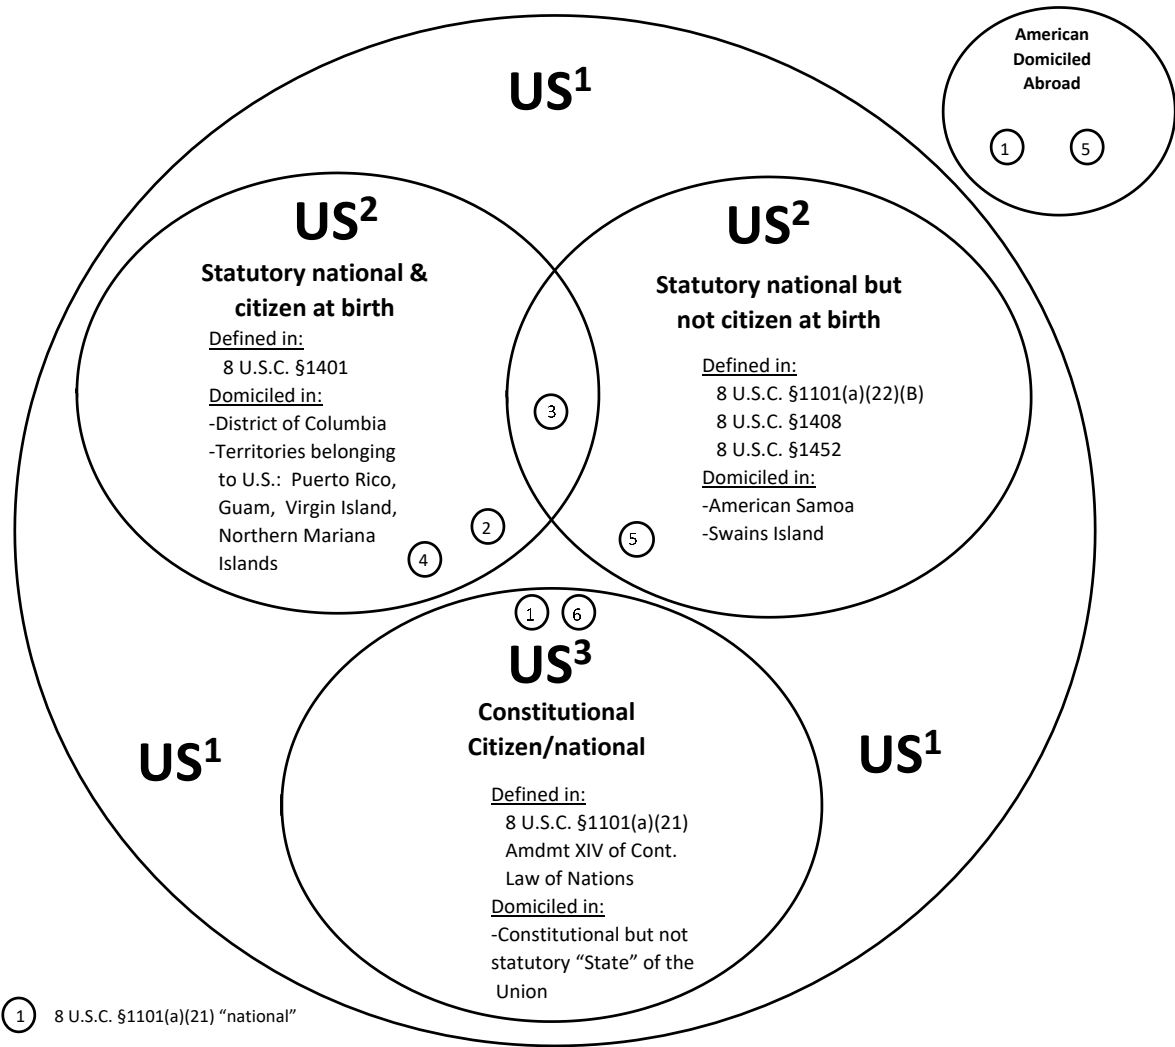 American
Domiciled
Abroad
1 5
US1
US2
Statutory national &
citizen at birth
Defined in:
8 U.S.C. §1401
Domiciled in:
-District of Columbia
-Territories belonging
to U.S.: Puerto Rico,
Guam, Virgin Island,
Northern Mariana
Islands
2
4
3
US2
Statutory national but
not citizen at birth
Defined in:
8 U.S.C. §1101(a)(22)(B)
8 U.S.C. §1408
8 U.S.C. §1452
Domiciled in:
-American Samoa
-Swains Island
5
1 6
US3
Constitutional
Citizen/national
Defined in:
8 U.S.C. §1101(a)(21)
Amdmt XIV of Cont.
Law of Nations
Domiciled in:
-Constitutional but not
statutory “State” of the
Union
US1
US1
1 8 U.S.C. §1101(a)(21) “national”